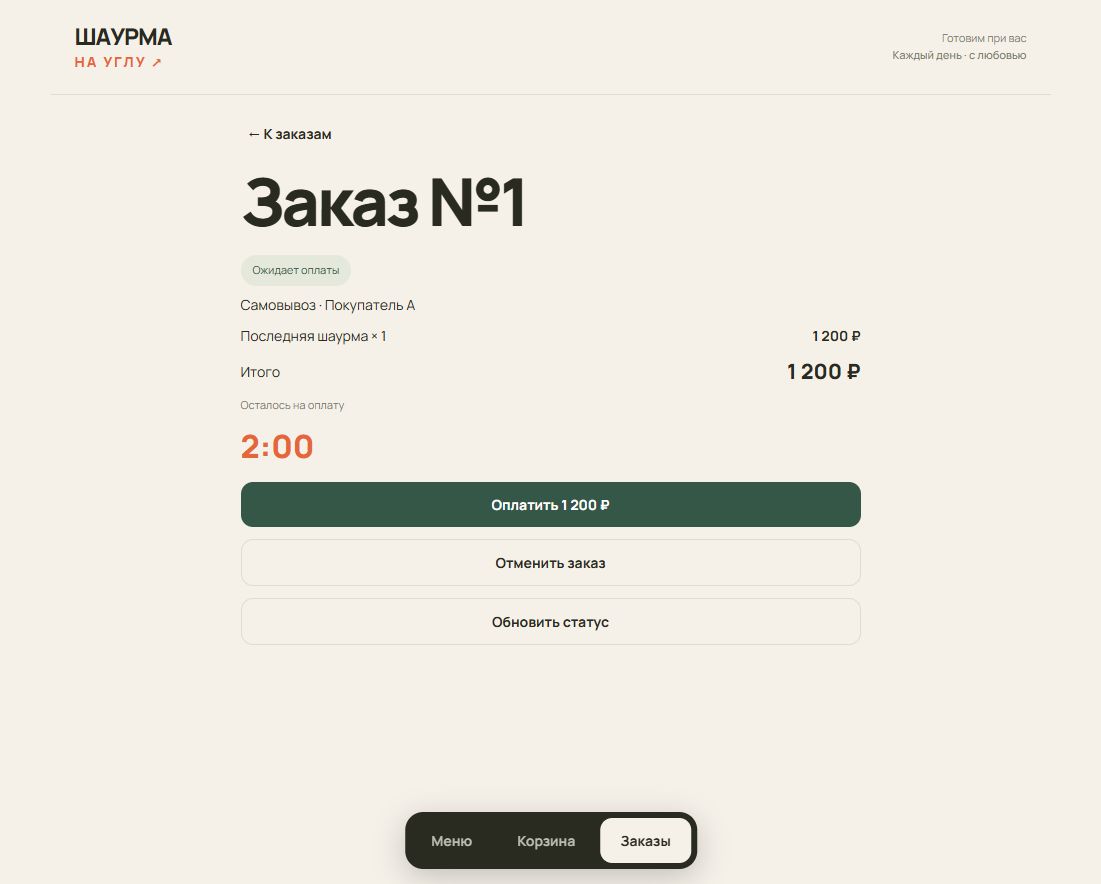 ШАУРМА
НА УГЛУ ↗
Готовим при вас
Каждый день · с любовью
← К заказам
Заказ №1
Ожидает оплаты
Самовывоз · Покупатель А
Последняя шаурма × 1 1 200 ₽
Итого 1 200 ₽
Осталось на оплату
2:00
Оплатить 1 200 ₽
Отменить заказ
Обновить статус
Меню Корзина Заказы